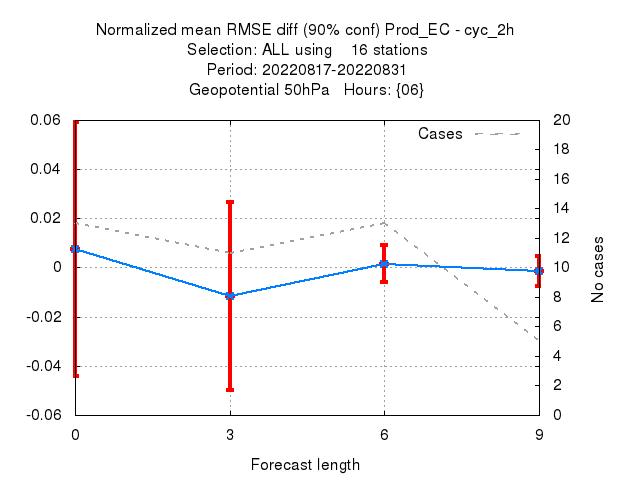 Normalized mean RMSE diff (90% conf) Prod_EC - cyc_2h
Selection: ALL using 16 stations
Period: 20220817-20220831
Geopotential 50hPa Hours: {06}
Cases
0.06
0.04
0.02
0
-0.02
-0.04
-0.06
20
18
16
14
12
10
8
6
4
2
0
No cases
0 3 6 9
Forecast length